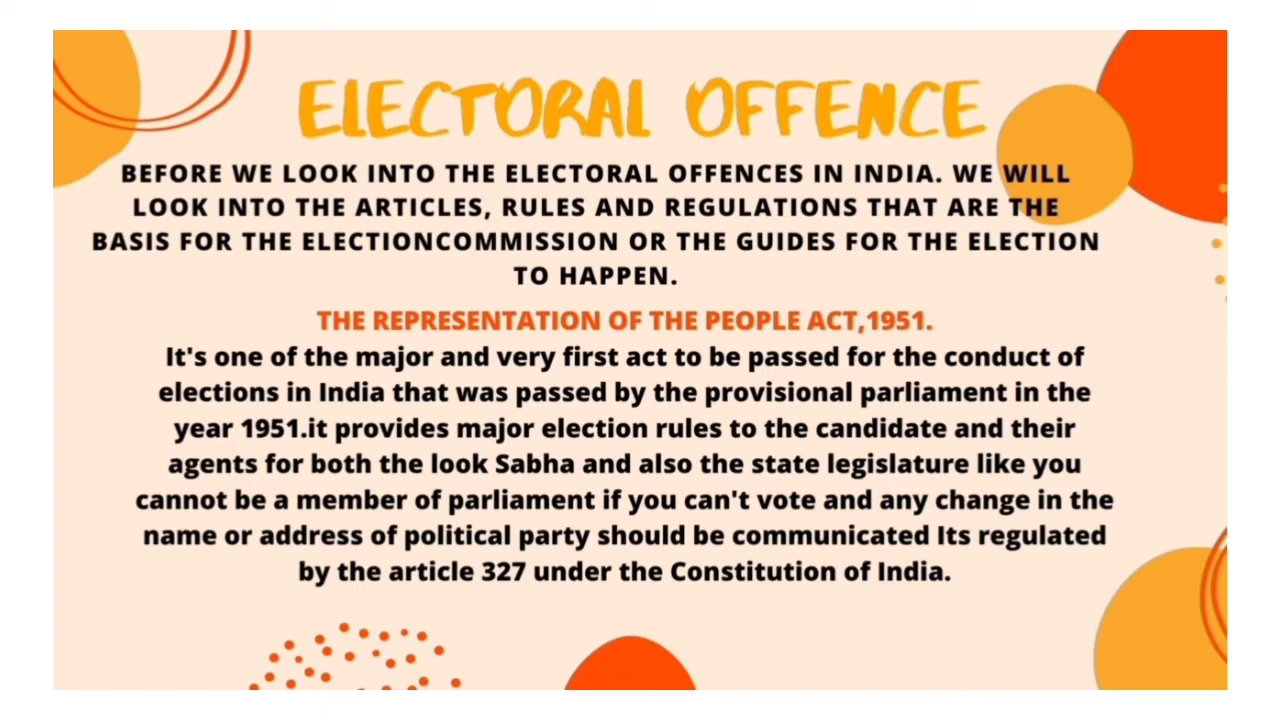 ELECTORAL OFFENCE
BEFORE WE LOOK INTO THE ELECTORAL OFFENCES IN INDIA. WE WILL
LOOK INTO THE ARTICLES, RULES AND REGULATIONS THAT ARE THE
BASIS FOR THE ELECTIONCOMMISSION OR THE GUIDES FOR THE ELECTION
TO HAPPEN.
THE REPRESENTATION OF THE PEOPLE ACT,1951.
It's one of the major and very first act to be passed for the conduct of
elections in India that was passed by the provisional parliament in the
year 1951.it provides major election rules to the candidate and their
agents for both the look Sabha and also the state legislature like you
cannot be a member of parliament if you can't vote and any change in the
name or address of political party should be communicated Its regulated
by the article 327 under the Constitution of India.